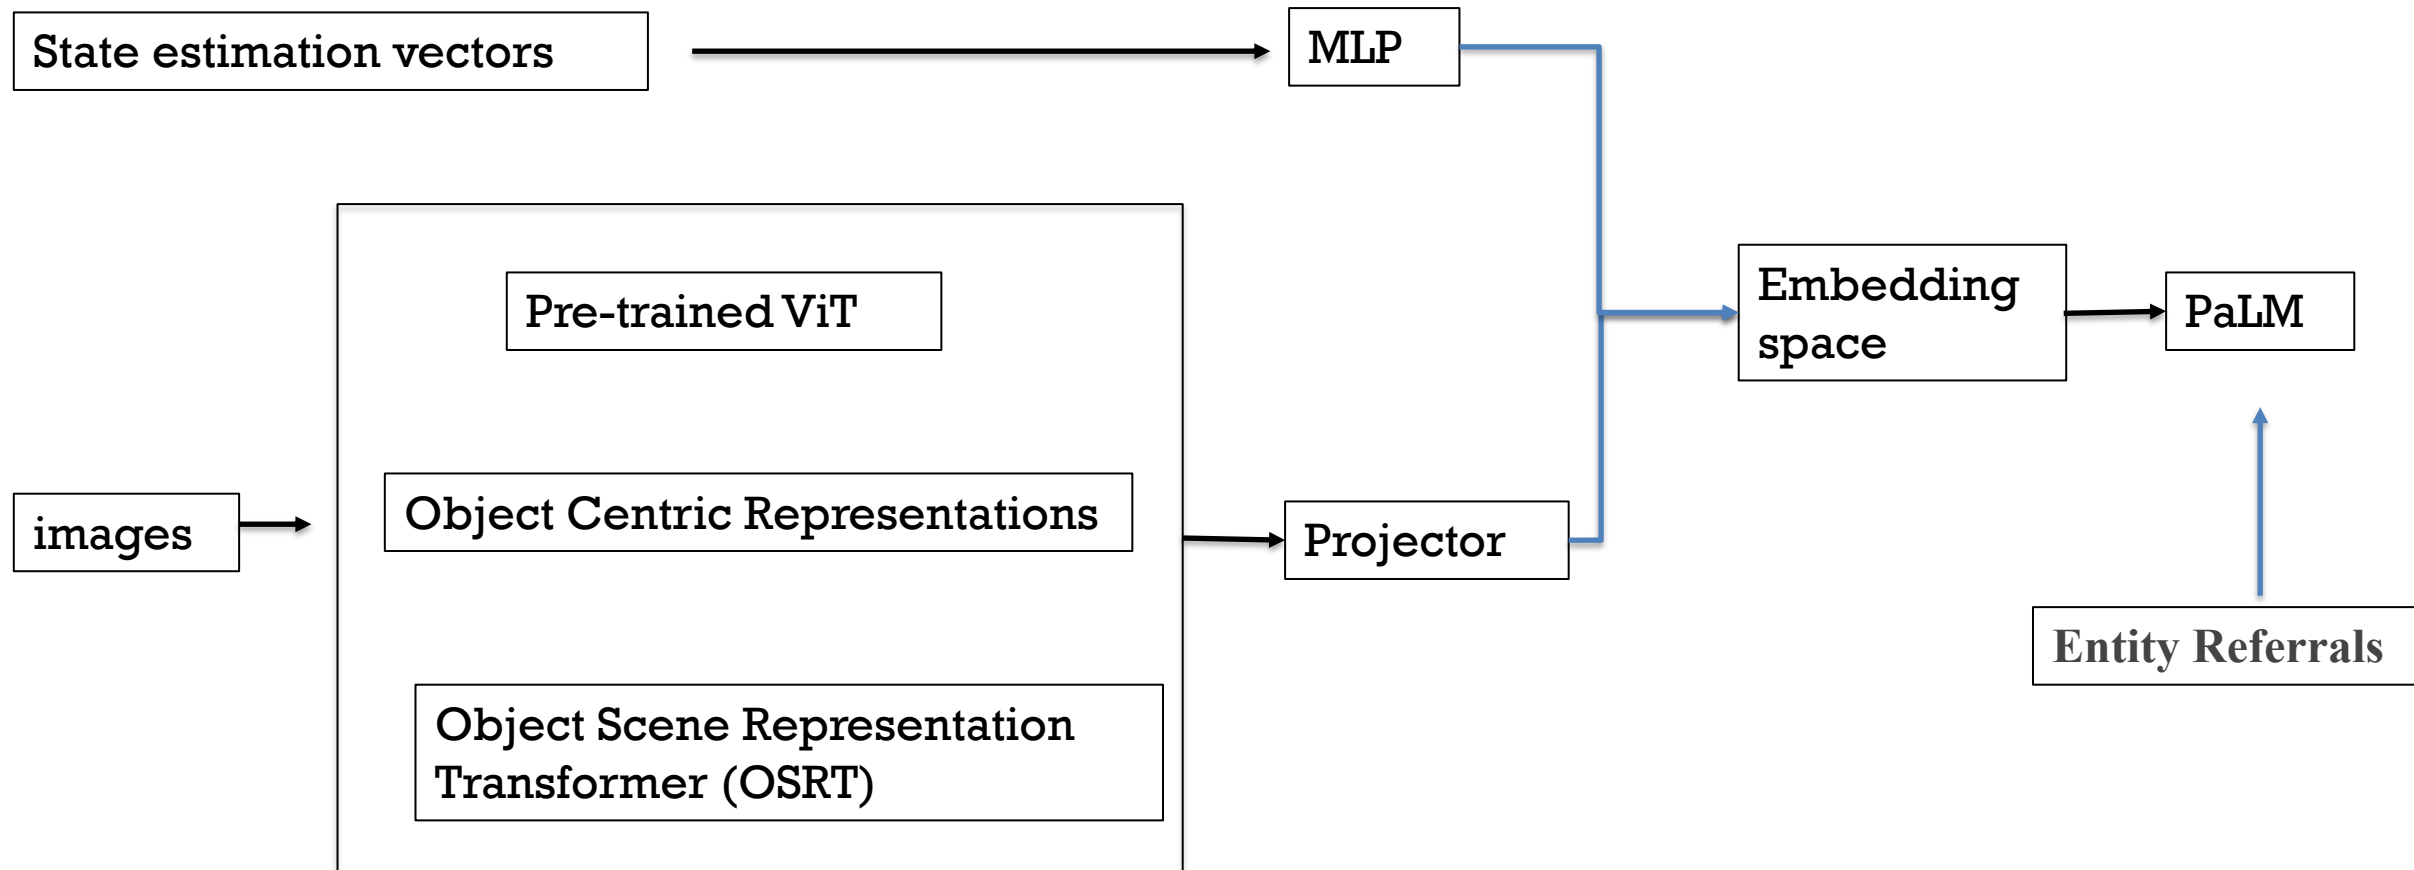 State estimation vectors
MLP
Pre-trained ViT
Embedding
space
PaLM
Object Centric Representations
images
Projector
Entity Referrals
Object Scene Representation
Transformer (OSRT)